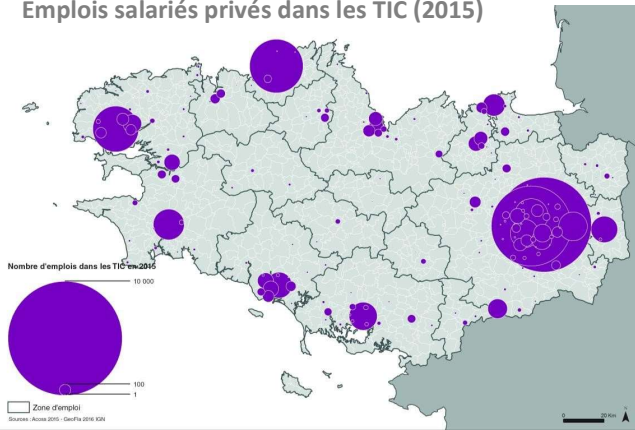 Emplois salariés privés dans les TIC (2015)
Nombre d'emplois dans les TIC en 2015
10 000
100
1
Zone d'emploi
Sources : Acoss 2015 - GeoFla 2016 IGN
N
0 20 Km